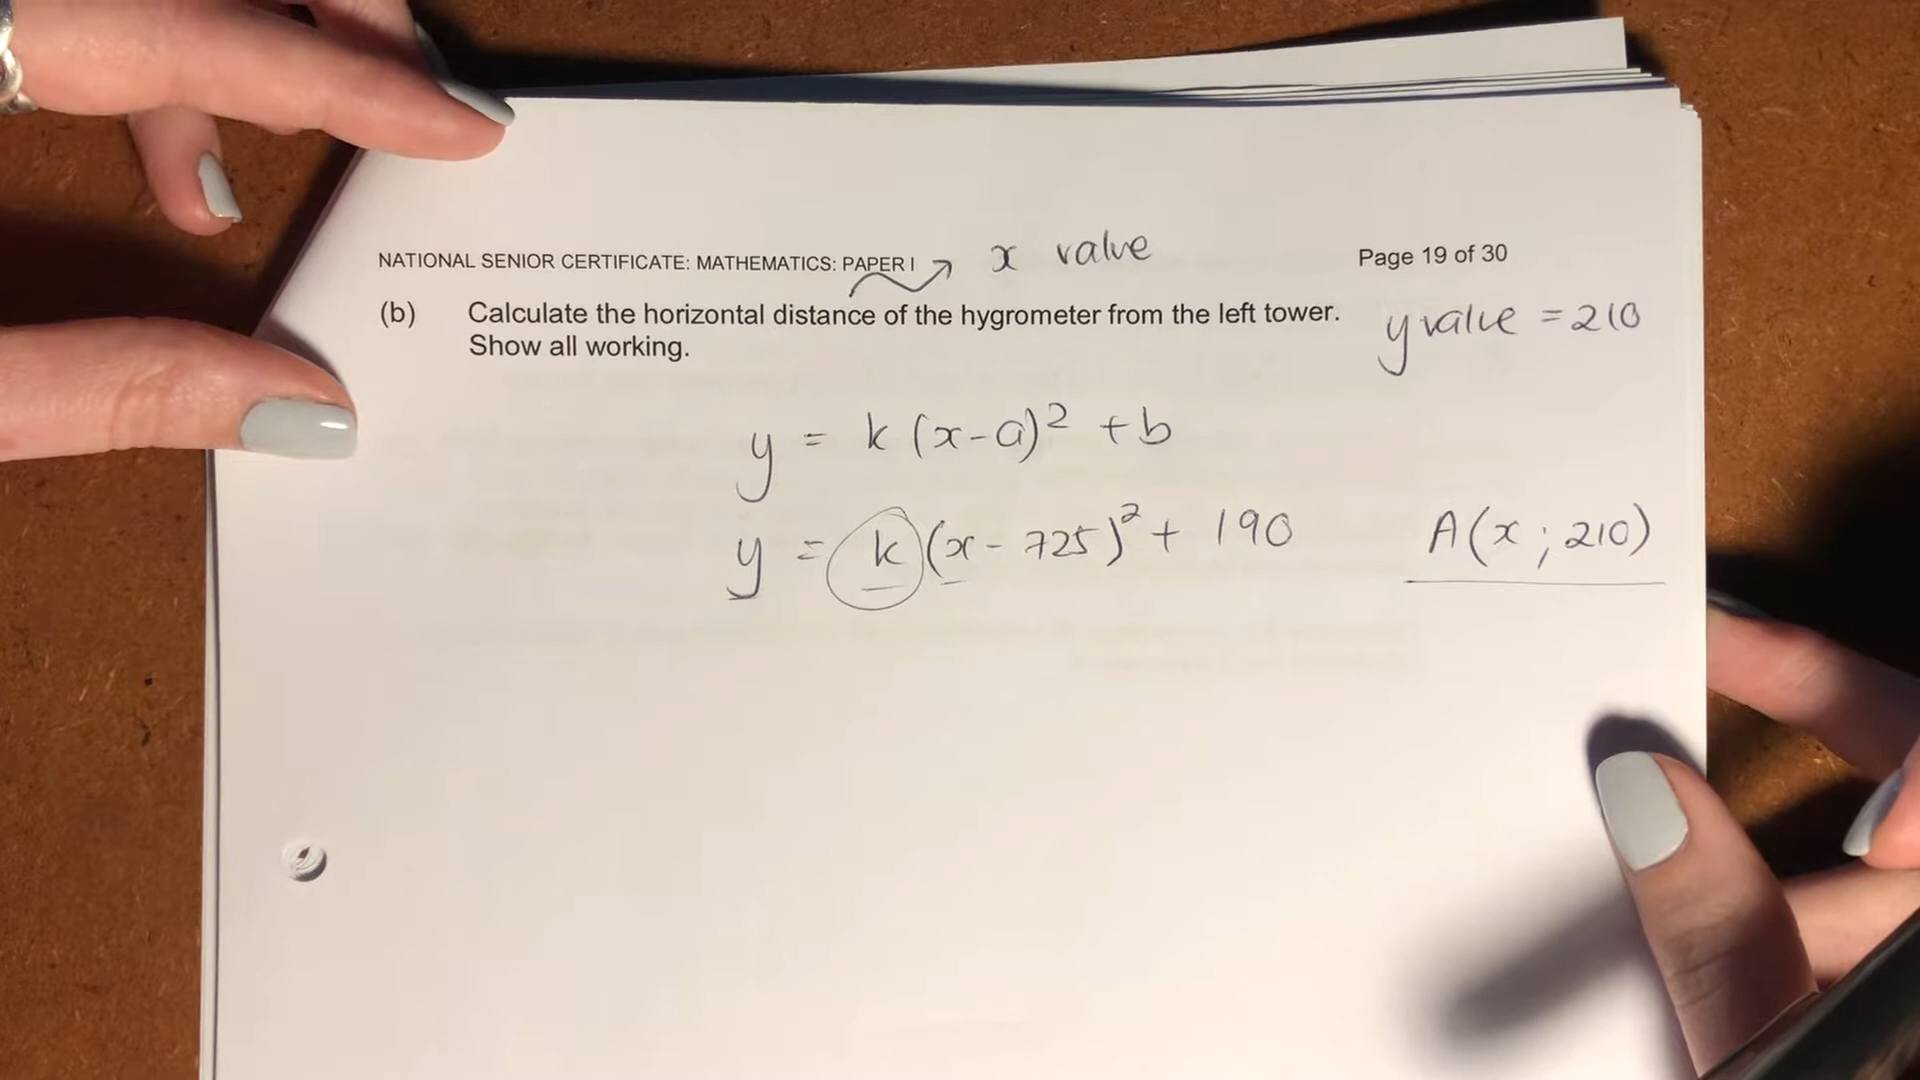 NATIONAL SENIOR CERTIFICATE: MATHEMATICS: PAPER I x value Page 19 of 30
(b) Calculate the horizontal distance of the hygrometer from the left tower. y value = 210
Show all working.
y = k (x-a)² + b
y = k (x - 725)² + 190 A(x ; 210)